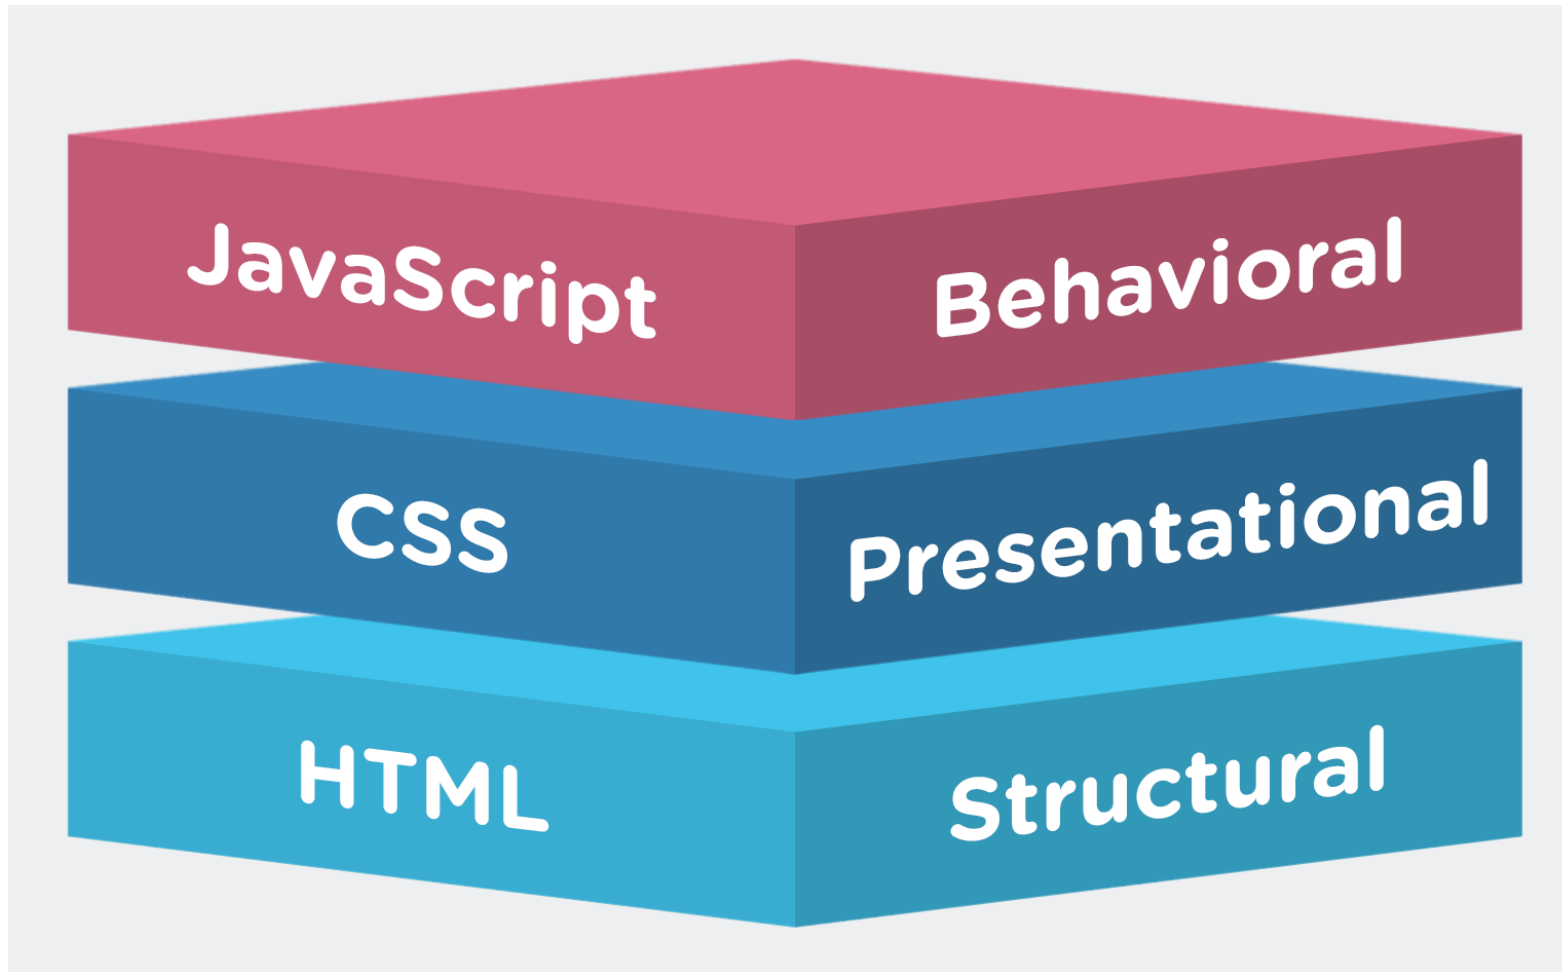 JavaScript
Behavioral
CSS
Presentational
HTML
Structural